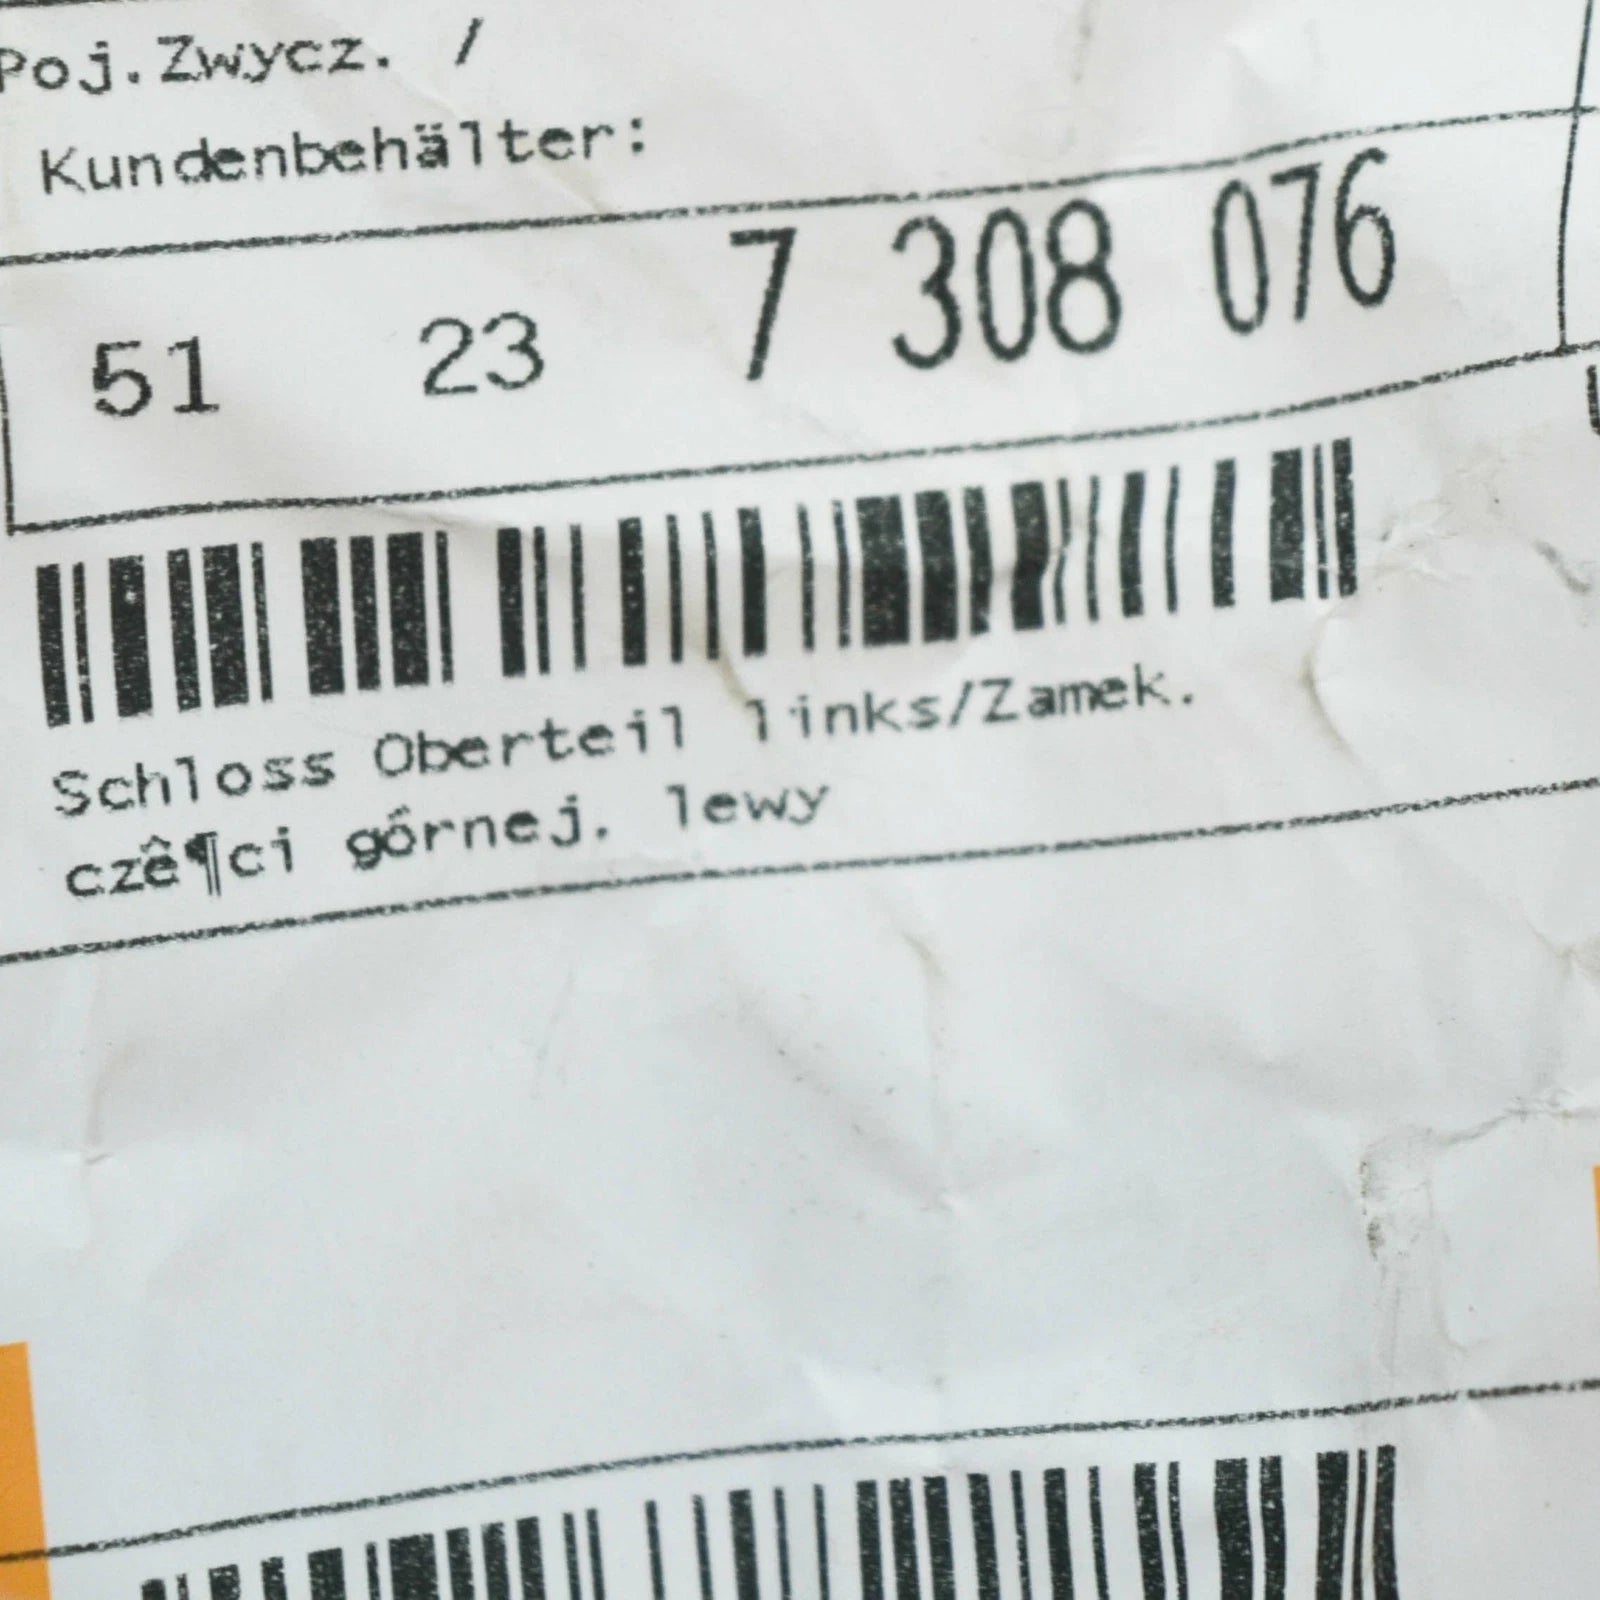 Poj.Zwycz. /
Kundenbehälter:
51 23 7 308 076
Schloss Oberteil links/Zamek.
czê¶ci górnej. lewy